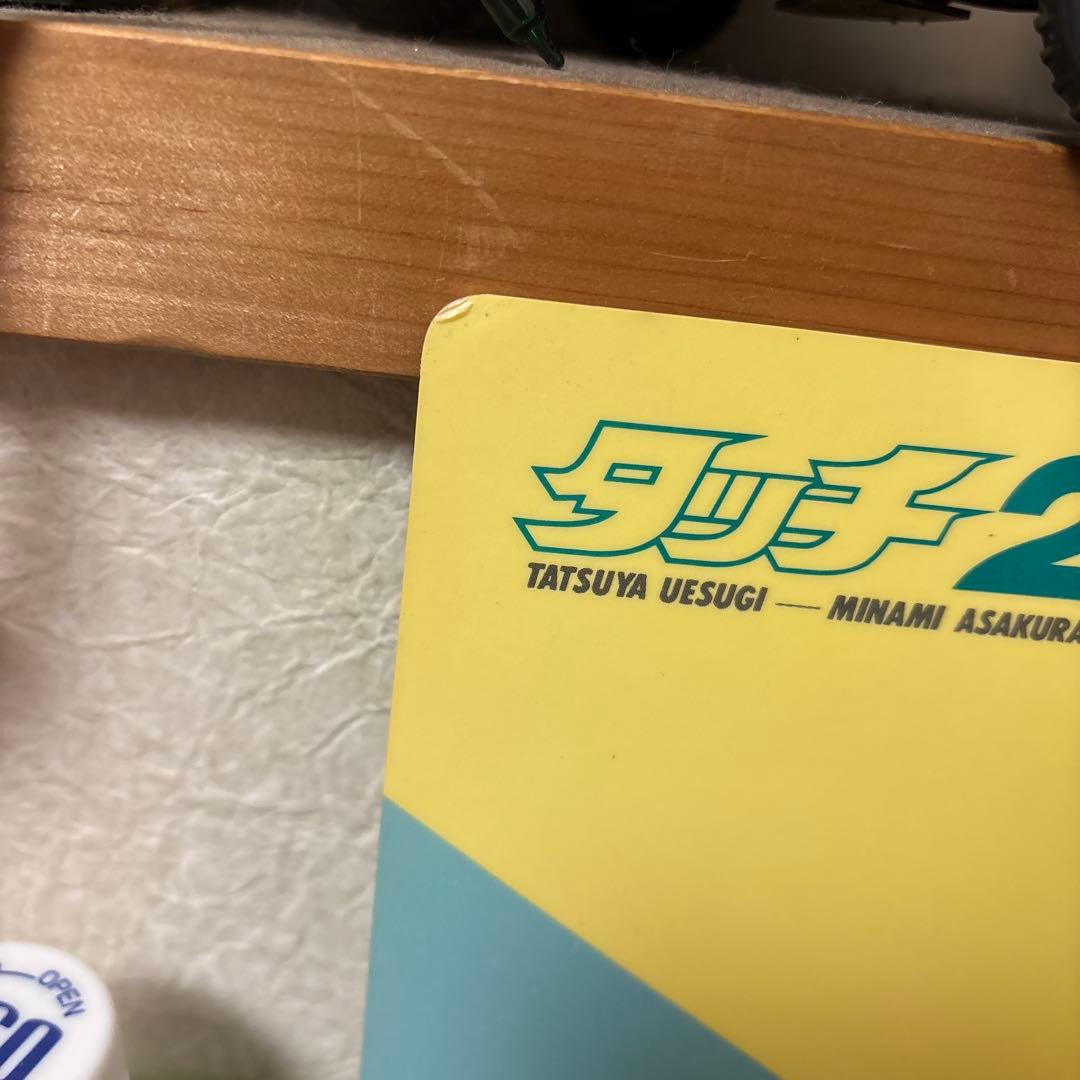 タッチ2
TATSUYA UESUGI — MINAMI ASAKURA
OPEN